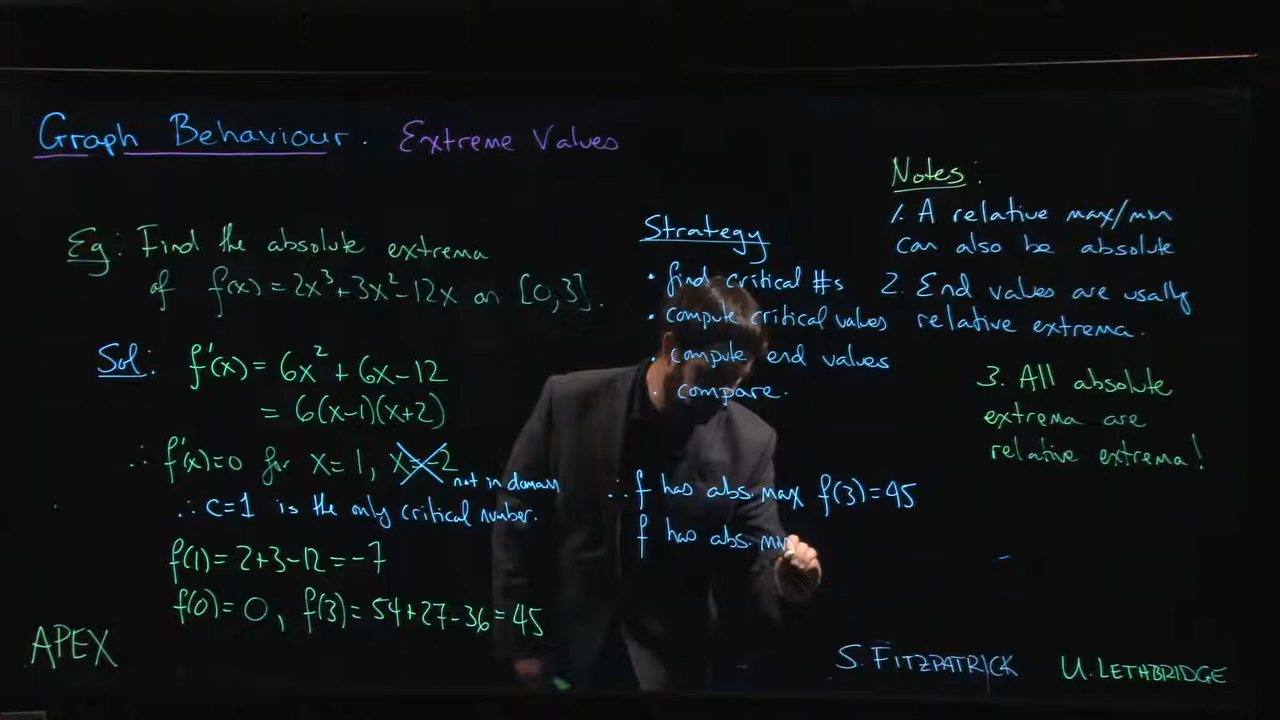 Graph Behaviour. Extreme Values
Eg: Find the absolute extrema
of f(x)=2x³+3x²-12x on [0,3].
Sol: f'(x)=6x²+6x-12
=6(x-1)(x+2)
∴ f'(x)=0 for x=1, x=-2
not in domain
∴ c=1 is the only critical number.
f(1)=2+3-12=-7
f(0)=0, f(3)=54+27-36=45
APEX
Strategy
• find critical #s
• compute critical values
• compute end values
• compare.
∴ f has abs. max f(3)=45
f has abs. min
Notes:
1. A relative max/min
can also be absolute
2. End values are usally
relative extrema.
3. All absolute
extrema are
relative extrema!
S. FITZPATRICK U. LETHBRIDGE